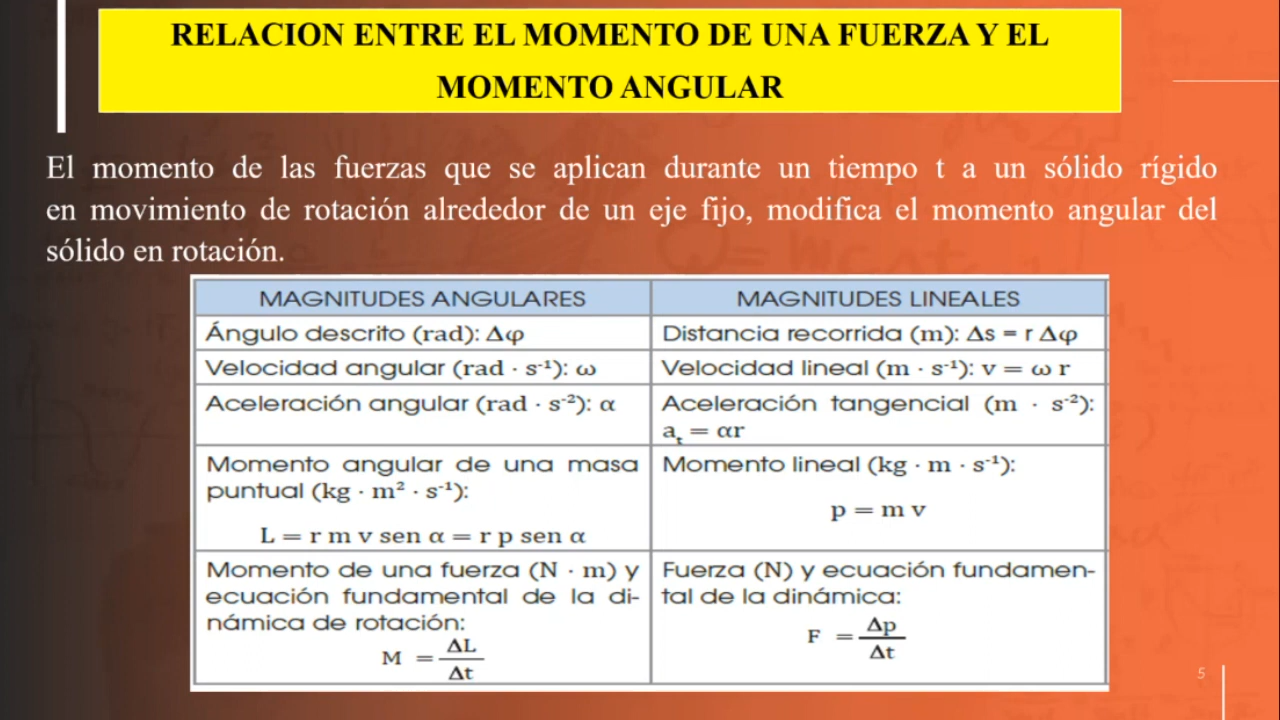 RELACION ENTRE EL MOMENTO DE UNA FUERZA Y EL
MOMENTO ANGULAR
El momento de las fuerzas que se aplican durante un tiempo t a un sólido rígido
en movimiento de rotación alrededor de un eje fijo, modifica el momento angular del
sólido en rotación.
MAGNITUDES ANGULARES
MAGNITUDES LINEALES
Ángulo descrito (rad): Δφ
Distancia recorrida (m): Δs = r Δφ
Velocidad angular (rad · s⁻¹): ω
Velocidad lineal (m · s⁻¹): v = ω r
Aceleración angular (rad · s⁻²): α
Aceleración tangencial (m · s⁻²):
aₜ = αr
Momento angular de una masa
puntual (kg · m² · s⁻¹):
L = r m v sen α = r p sen α
Momento lineal (kg · m · s⁻¹):
p = m v
Momento de una fuerza (N · m) y
ecuación fundamental de la di-
námica de rotación:
M = ΔL/Δt
Fuerza (N) y ecuación fundamen-
tal de la dinámica:
F = Δp/Δt
5